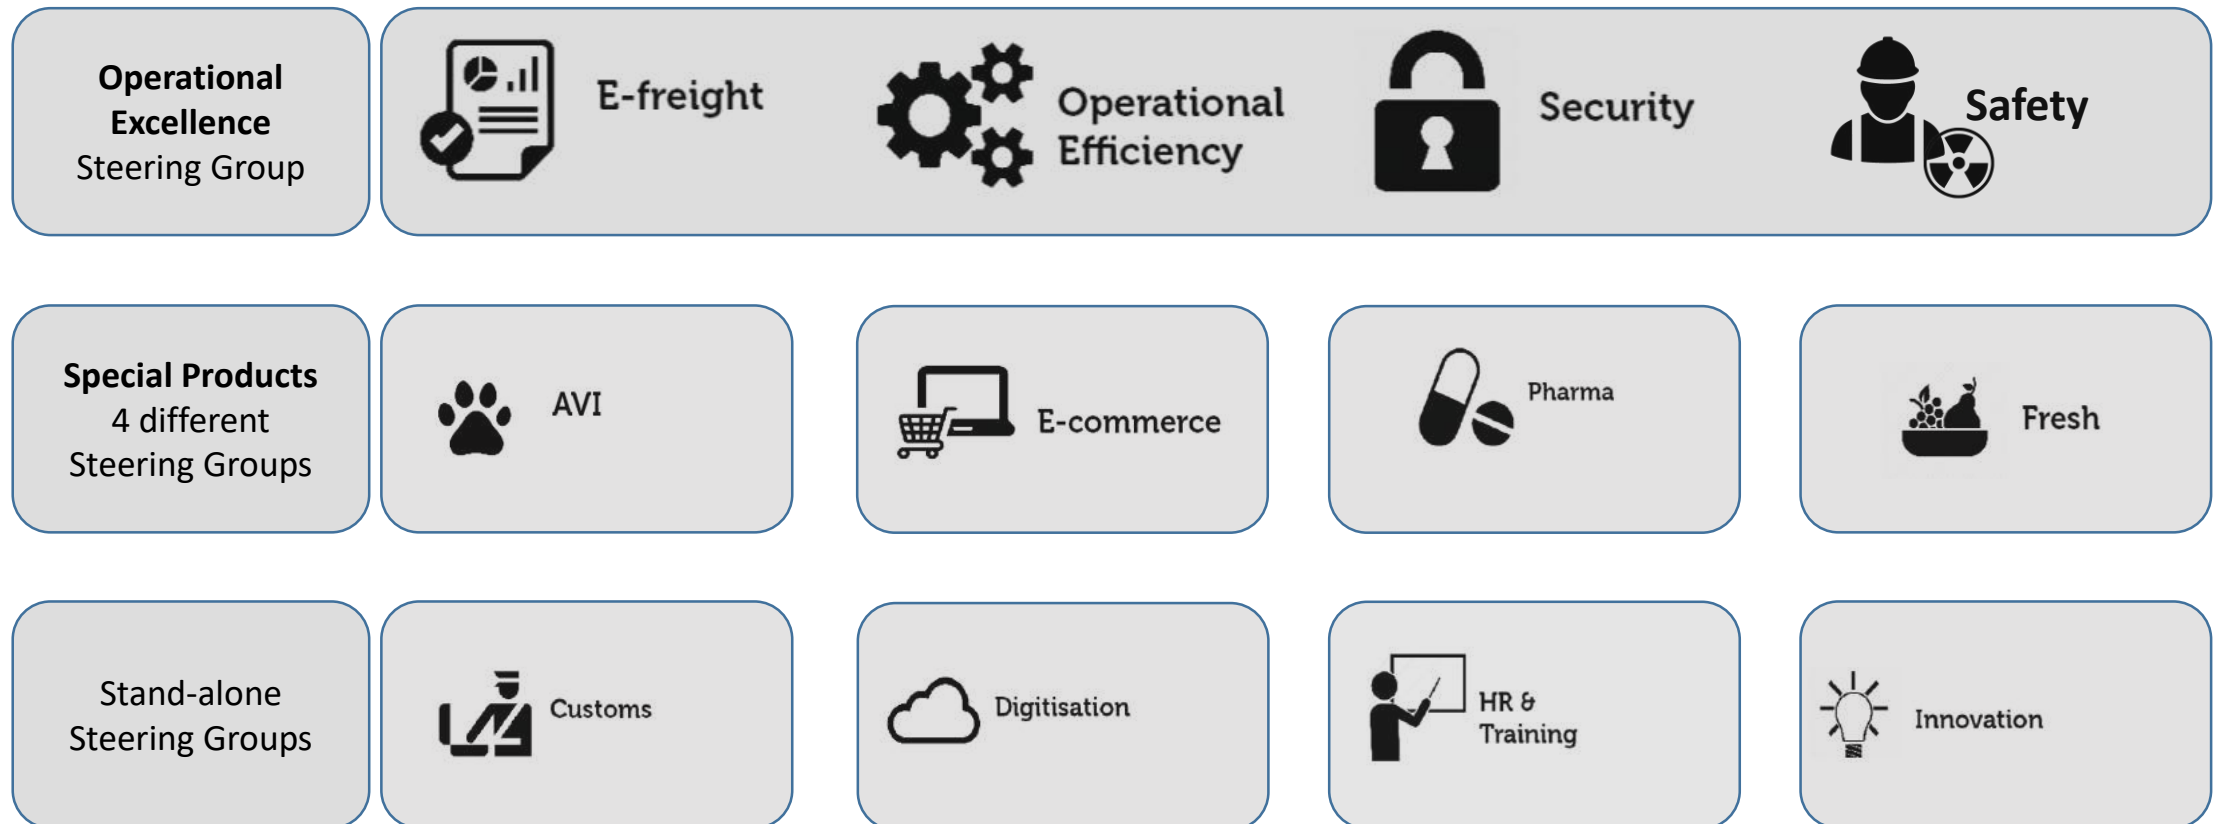 Operational
Excellence
Steering Group
E-freight
Operational
Efficiency
Security
Safety
Special Products
4 different
Steering Groups
AVI
E-commerce
Pharma
Fresh
Stand-alone
Steering Groups
Customs
Digitisation
HR &
Training
Innovation